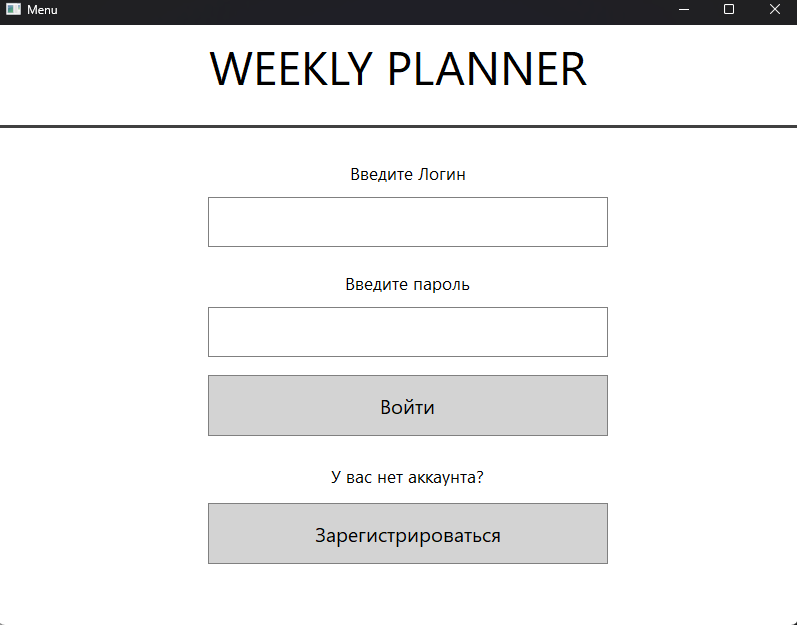 Menu
WEEKLY PLANNER
Введите Логин
Введите пароль
Войти
У вас нет аккаунта?
Зарегистрироваться